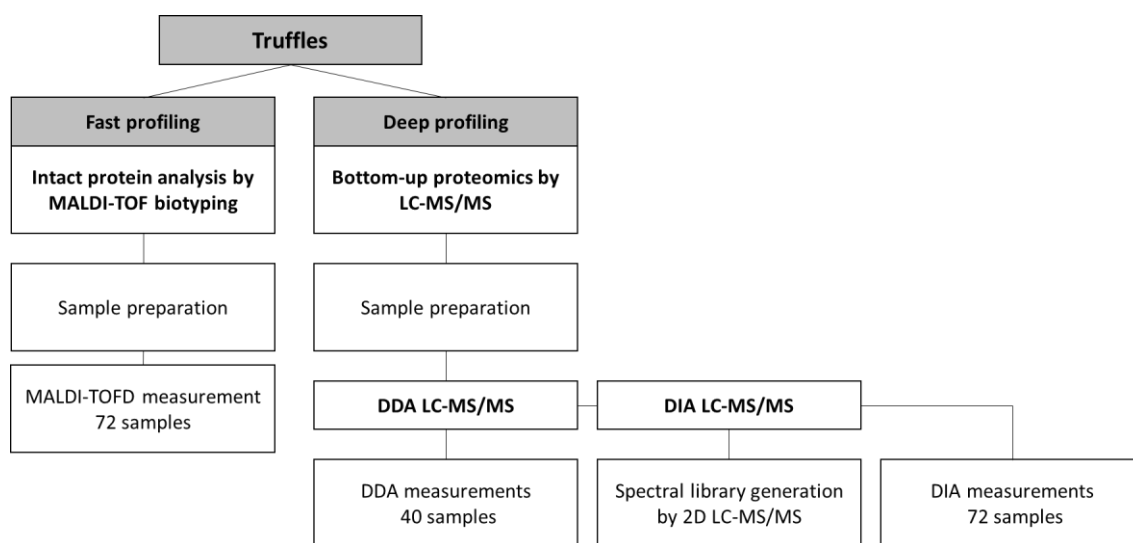 Truffles
Fast profiling
Deep profiling
Intact protein analysis by
MALDI-TOF biotyping
Bottom-up proteomics by
LC-MS/MS
Sample preparation
Sample preparation
MALDI-TOFD measurement
72 samples
DDA LC-MS/MS
DIA LC-MS/MS
DDA measurements
40 samples
Spectral library generation
by 2D LC-MS/MS
DIA measurements
72 samples